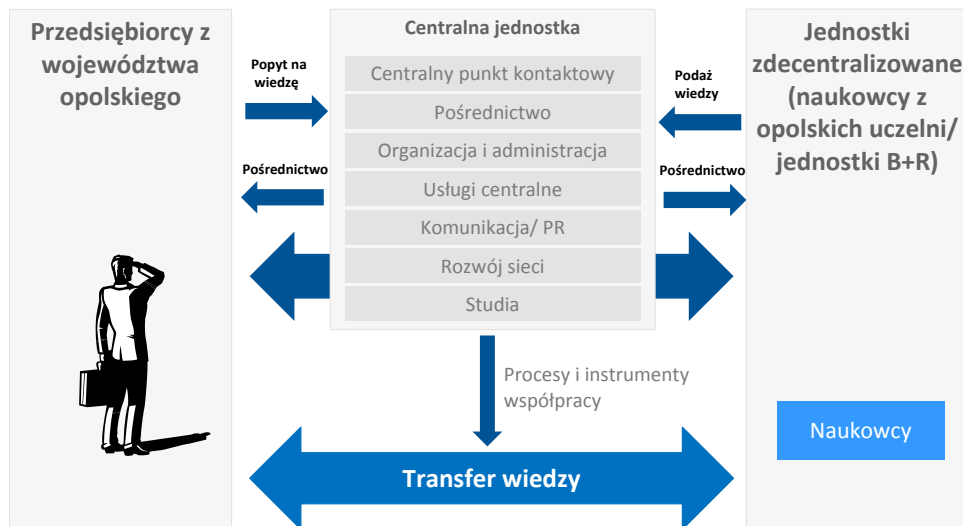 Przedsiębiorcy z
województwa
opolskiego
Popyt na
wiedzę
Pośrednictwo
Centralna jednostka
Centralny punkt kontaktowy
Pośrednictwo
Organizacja i administracja
Usługi centralne
Komunikacja/ PR
Rozwój sieci
Studia
Podaż
wiedzy
Pośrednictwo
Jednostki
zdecentralizowane
(naukowcy z
opolskich uczelni/
jednostki B+R)
Procesy i instrumenty
współpracy
Naukowcy
Transfer wiedzy